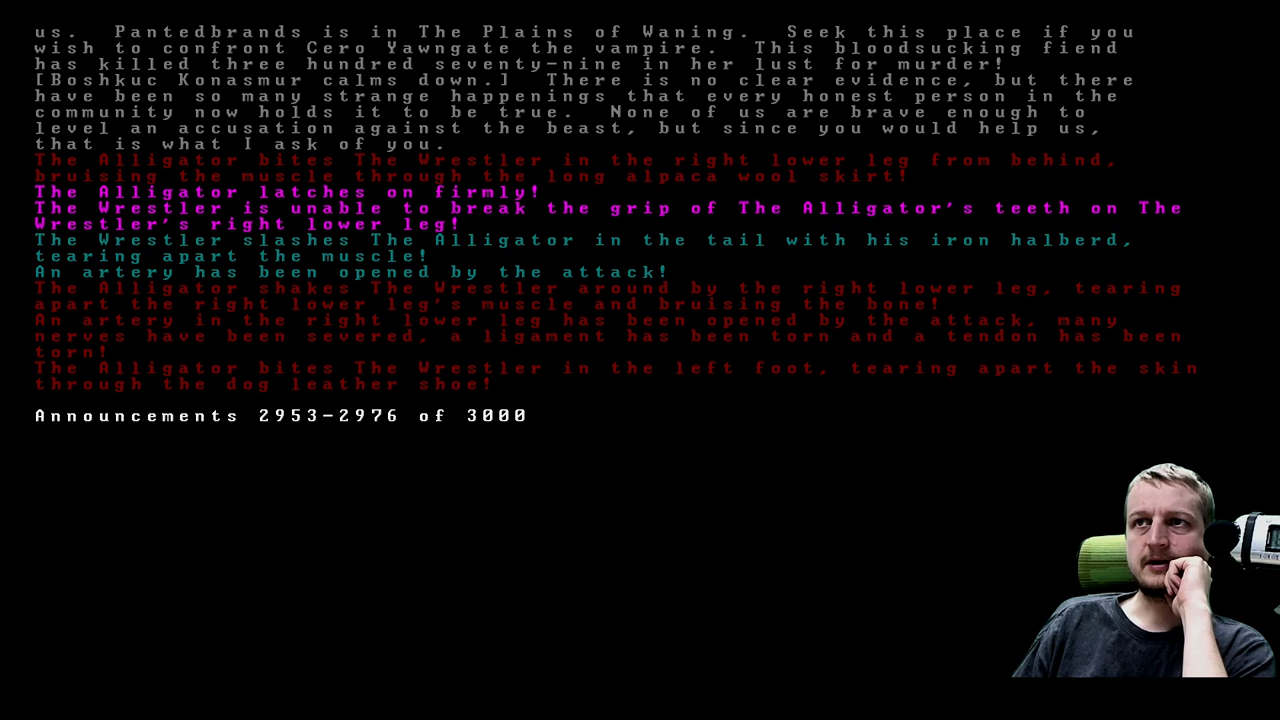 us.  Pantedbrands is in The Plains of Waning.  Seek this place if you
wish to confront Cero Yawngate the vampire.  This bloodsucking fiend
has killed three hundred seventy-nine in her lust for murder!
[Boshkuc Konasmur calms down.]  There is no clear evidence, but there
have been so many strange happenings that every honest person in the
community now holds it to be true.  None of us are brave enough to
level an accusation against the beast, but since you would help us,
that is what I ask of you.
The Alligator bites The Wrestler in the right lower leg from behind,
bruising the muscle through the long alpaca wool skirt!
The Alligator latches on firmly!
The Wrestler is unable to break the grip of The Alligator's teeth on The
Wrestler's right lower leg!
The Wrestler slashes The Alligator in the tail with his iron halberd,
tearing apart the muscle!
An artery has been opened by the attack!
The Alligator shakes The Wrestler around by the right lower leg, tearing
apart the right lower leg's muscle and bruising the bone!
An artery in the right lower leg has been opened by the attack, many
nerves have been severed, a ligament has been torn and a tendon has been
torn!
The Alligator bites The Wrestler in the left foot, tearing apart the skin
through the dog leather shoe!
Announcements 2953-2976 of 3000